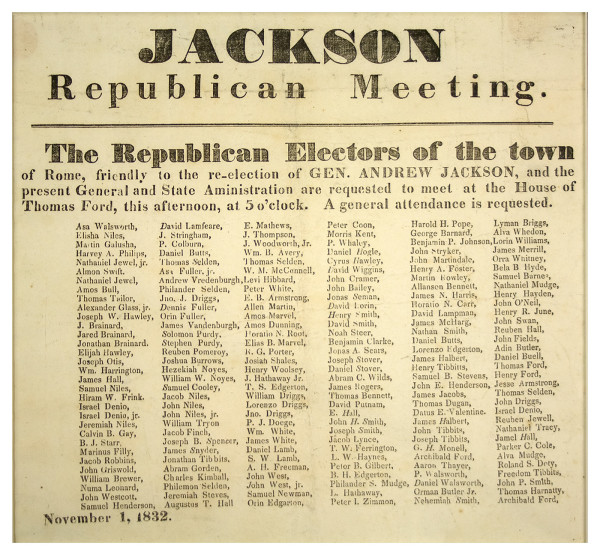 JACKSON
Republican Meeting.
The Republican Electors of the town
of Rome, friendly to the re-election of GEN. ANDREW JACKSON, and the
present General and State Aministration are requested to meet at the House of
Thomas Ford, this afternoon, at 5 o'clock. A general attendance is requested.
Asa Walsworth,
Elisha Niles,
Martin Galusha,
Harvey A. Philips,
Nathaniel Jewel, jr.
Almon Swift,
Nathaniel Jewel,
Amos Hull,
Thomas Tailor,
Alexander Glass, jr.
Joseph W. Hawley,
J. Brainard,
Jared Brainard,
Jonathan Brainard.
Elijah Hawley,
Joseph Otis,
Wm. Harrington,
James Hall,
Samuel Niles,
Hiram W. Frink.
Israel Denio,
Israel Denio, jr.
Jeremiah Niles,
Calvin B. Gay,
B. J. Starr,
Marinus Filly,
Jacob Robbins,
John Griswold,
William Brewer,
Numa Leonard,
John Westcott,
Samuel Henderson,
David Lamfeare,
J. Stringham,
P. Colburn,
Daniel Butts,
Thomas Selden,
Asa Fuller, jr.
Andrew Vredenburgh,
Philander Selden,
Jno. J. Driggs,
Dennis Fuller,
Orin Fuller,
James Vandenburgh,
Solomon Purdy,
Stephen Purdy,
Reuben Pomeroy,
Joshua Burrows,
Hezekiah Noyes,
William W. Noyes,
Samuel Cooley,
Jacob Niles,
John Niles,
John Niles, jr.
William Tryon
Jacob Finch,
Joseph B. Spencer,
James Snyder,
Jonathan Tibbits.
Abram Gorden,
Charles Kimball,
Philemon Selden,
Jeremiah Steves,
Augustus T. Hall
E. Mathews,
J. Thompson,
J. Woodworth, Jr.
Wm. B. Avery,
Thomas Selden,
W. M. McConnell,
Levi Hibbard,
Peter White,
E. B. Armstrong,
Allen Martin,
Amos Marvel,
Amos Dunning,
Horatio N. Root,
Elias B. Marvel,
R. G. Porter,
Josiah Shales,
Henry Woolsey,
J. Hathaway Jr.
T. S. Edgerton,
William Driggs,
Lorenzo Driggs,
Jno. Driggs,
P. J. Docge,
Wm. White,
James White,
Daniel Lamb,
S. W. Lamb,
A. H. Freeman,
John West,
John West, jr.
Samuel Newman,
Orin Edgerton,
Peter Coon,
Morris Kent,
P. Whaley,
Daniel Hogle,
Cyrus Hawley,
David Wiggins,
John Cramer,
John Bailey,
Jonas Seman,
David Lorin,
Henry Smith,
David Smith,
Noah Steer,
Benjamin Clarke,
Jonas A. Sears,
Joseph Stover,
Daniel Stover,
Abram C. Wilds,
James Rogers,
Thomas Bennett,
David Putnam,
E. Hall,
John H. Smith,
Joseph Smith,
Jacob Lynce,
T. W. Ferrington,
L. W. Haynes,
Peter B. Gilbert,
R. H. Edgerton,
Philander S. Mudge,
L. Hathaway,
Peter I. Zimmon,
Harold H. Pope,
George Barnard,
Benjamin P. Johnson,
John Stryker,
John Martindale,
Henry A. Foster,
Martin Rowley,
Allanson Bennett,
James N. Harris,
Horatio N. Carr,
David Lampman,
James McHarg,
Nathan Smith,
Daniel Butts,
Lorenzo Edgerton,
James Halbert,
Henry Tibbits,
Samuel B. Stevens,
John E. Henderson,
James Jacobs,
Thomas Dugan,
Datus E. Valentine.
James Halbert,
John Tibbits,
Joseph Tibbits,
G. H. Monell,
Archibald Ford,
Aaron Thayer,
P. Walsworth,
Daniel Walsworth,
Orman Butler Jr.
Nehemiah Smith,
Lyman Briggs,
Alva Whedon,
Lorin Williams,
James Merrill,
Orra Whitney,
Bela B Hyde,
Samuel Barnes,
Nathaniel Mudge,
Henry Hayden,
John O'Neil,
Henry R. June,
John Swan,
Reuben Hall,
John Fields,
Adin Butler,
Daniel Buell,
Thomas Ford,
Henry Ford,
Jesse Armstrong,
Thomas Selden,
John Driggs,
Israel Denio,
Reuben Jewell,
Nathaniel Tracy,
Jamel Hall,
Parker C. Cole,
Alva Mudge,
Roland S. Doty,
Freedom Tibbits,
John P. Smith,
Thomas Harnatty,
Archibald Ford,
November 1, 1832.